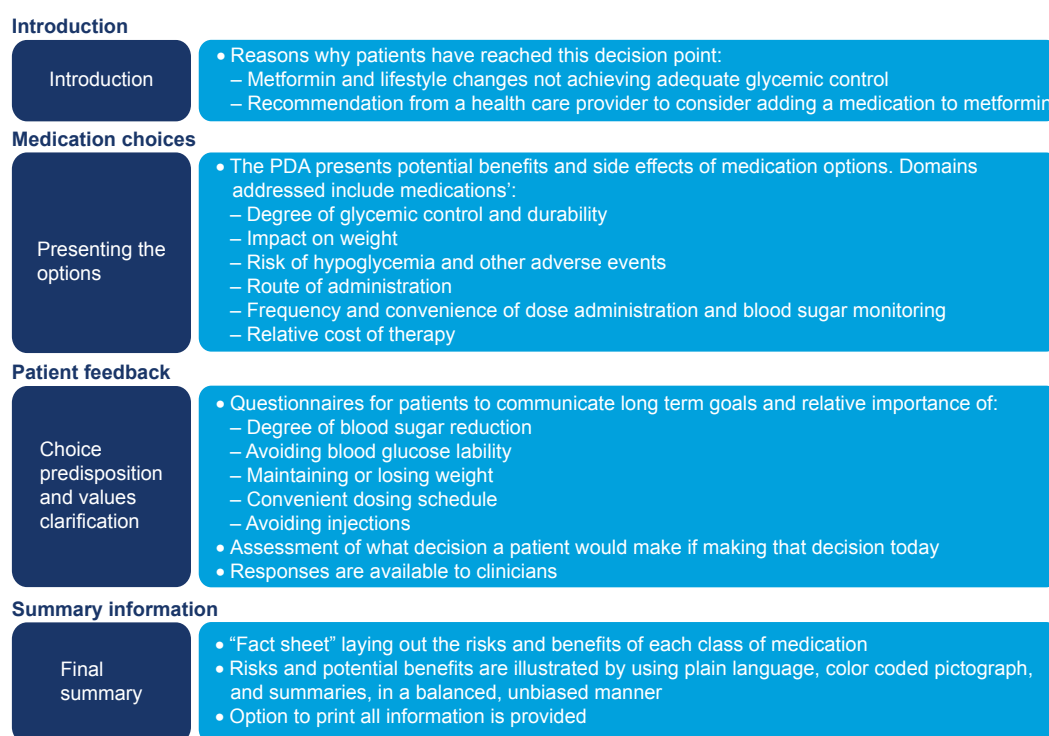 Introduction
Introduction
• Reasons why patients have reached this decision point:
– Metformin and lifestyle changes not achieving adequate glycemic control
– Recommendation from a health care provider to consider adding a medication to metformin
Medication choices
Presenting the
options
• The PDA presents potential benefits and side effects of medication options. Domains
addressed include medications’:
– Degree of glycemic control and durability
– Impact on weight
– Risk of hypoglycemia and other adverse events
– Route of administration
– Frequency and convenience of dose administration and blood sugar monitoring
– Relative cost of therapy
Patient feedback
Choice
predisposition
and values
clarification
• Questionnaires for patients to communicate long term goals and relative importance of:
– Degree of blood sugar reduction
– Avoiding blood glucose lability
– Maintaining or losing weight
– Convenient dosing schedule
– Avoiding injections
• Assessment of what decision a patient would make if making that decision today
• Responses are available to clinicians
Summary information
Final
summary
• “Fact sheet” laying out the risks and benefits of each class of medication
• Risks and potential benefits are illustrated by using plain language, color coded pictograph,
and summaries, in a balanced, unbiased manner
• Option to print all information is provided